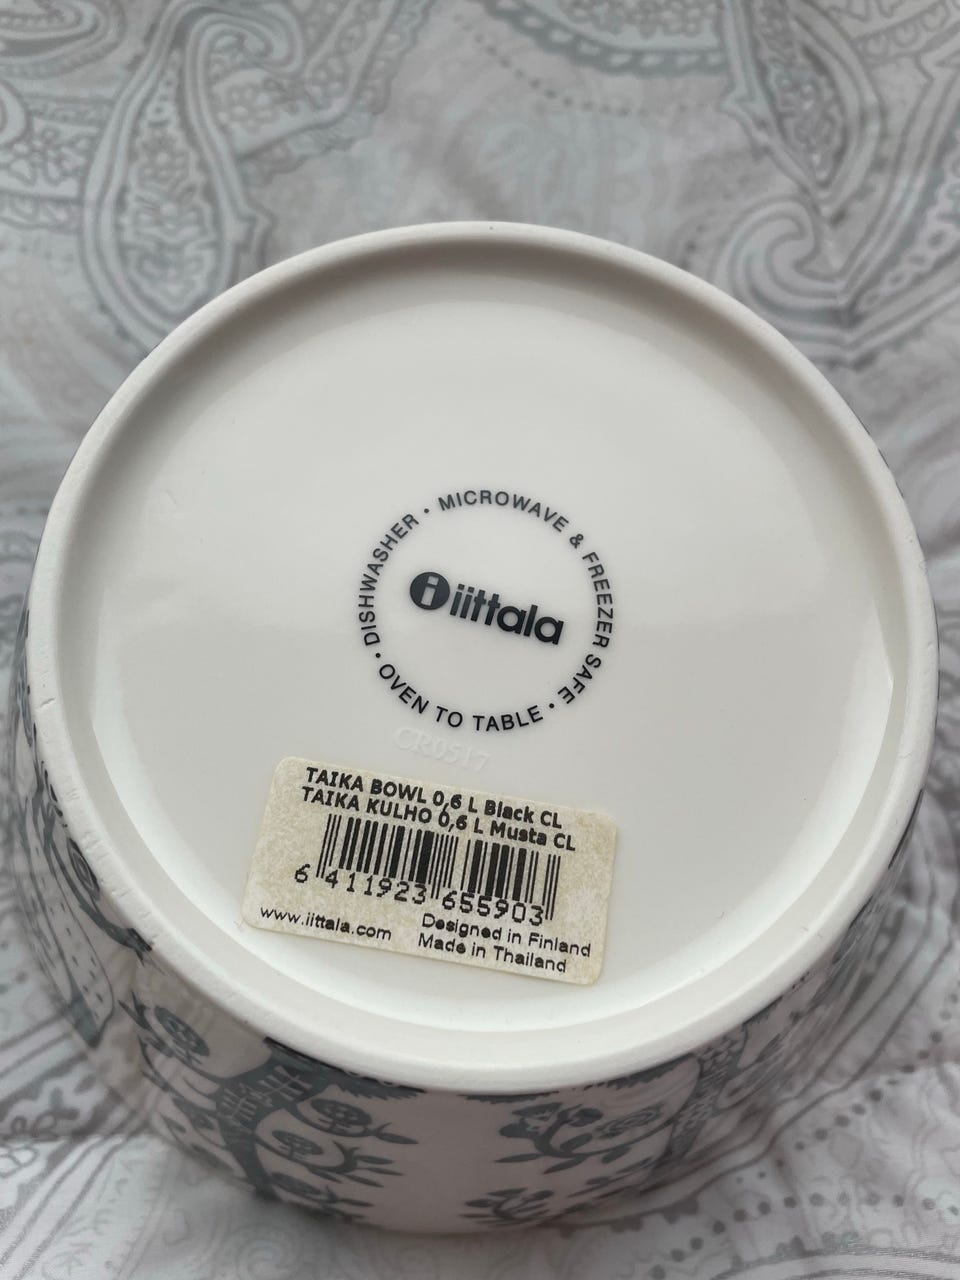 DISHWASHER • MICROWAVE & FREEZER SAFE • OVEN TO TABLE •
iittala
CR0517
TAIKA BOWL 0,6 L Black CL
TAIKA KULHO 0,6 L Musta CL
6 411923 655903
www.iittala.com
Designed in Finland
Made in Thailand